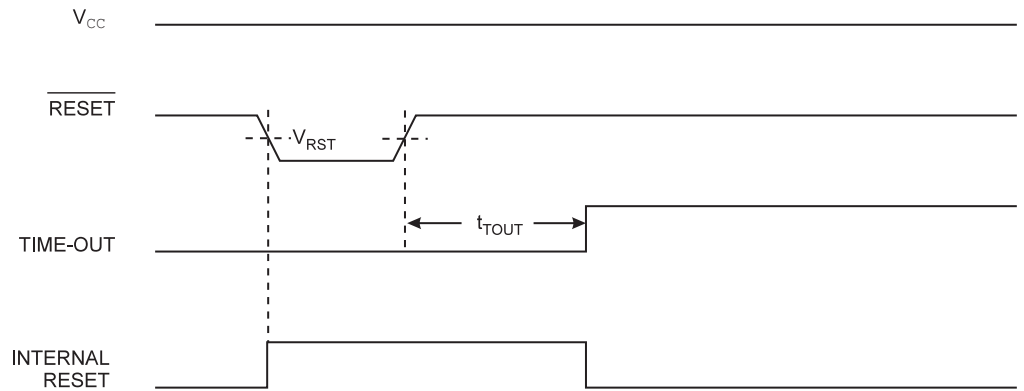 VCC
RESET
VRST
tTOUT
TIME-OUT
INTERNAL
RESET